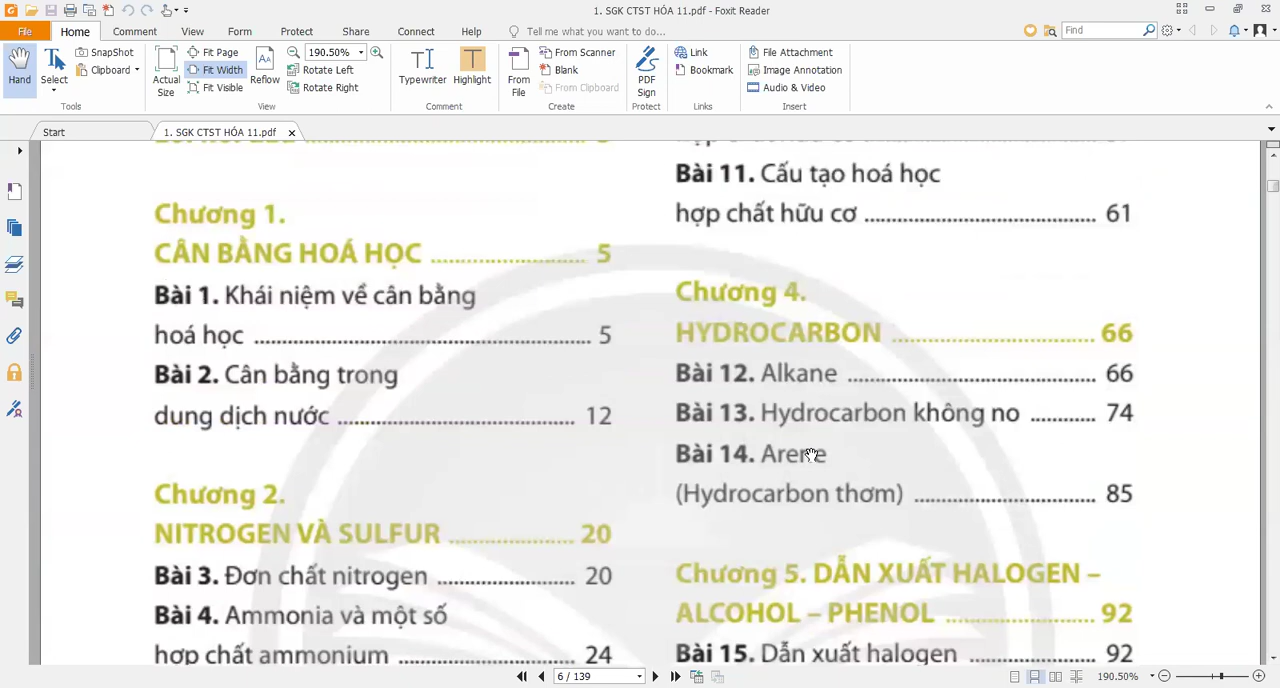 1. SGK CTST HÓA 11.pdf - Foxit Reader
File Home Comment View Form Protect Share Connect Help Tell me what you want to do... Find
Hand
Select
SnapShot
Clipboard
Tools
Actual Size
Fit Page
Fit Width
Fit Visible
Reflow
190.50%
Rotate Left
Rotate Right
View
Typewriter
Highlight
Comment
From File
From Scanner
Blank
From Clipboard
Create
PDF Sign
Protect
Link
Bookmark
Links
File Attachment
Image Annotation
Audio & Video
Insert
Start
1. SGK CTST HÓA 11.pdf
Chương 1.
CÂN BẰNG HOÁ HỌC ........................ 5
Bài 1. Khái niệm về cân bằng
hoá học ........................ 5
Bài 2. Cân bằng trong
dung dịch nước ........................ 12
Chương 2.
NITROGEN VÀ SULFUR ........................ 20
Bài 3. Đơn chất nitrogen ........................ 20
Bài 4. Ammonia và một số
hợp chất ammonium ........................ 24
Bài 11. Cấu tạo hoá học
hợp chất hữu cơ ........................ 61
Chương 4.
HYDROCARBON ........................ 66
Bài 12. Alkane ........................ 66
Bài 13. Hydrocarbon không no ............ 74
Bài 14. Arene
(Hydrocarbon thơm) ........................ 85
Chương 5. DẪN XUẤT HALOGEN –
ALCOHOL – PHENOL ........................ 92
Bài 15. Dẫn xuất halogen ........................ 92
6 / 139
190.50%